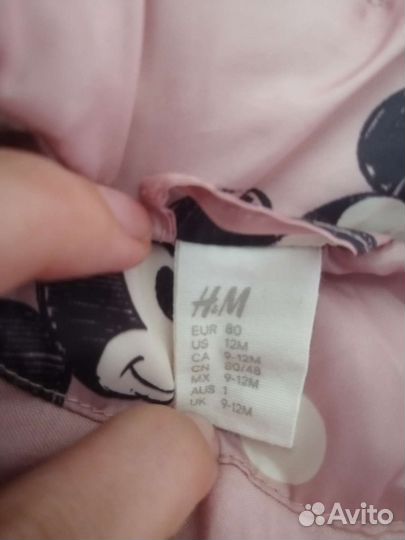 H&M
EUR 80
US 12M
CA 9-12M
CN 80/48
MX 9-12M
AUS 1
UK 9-12M
Avito